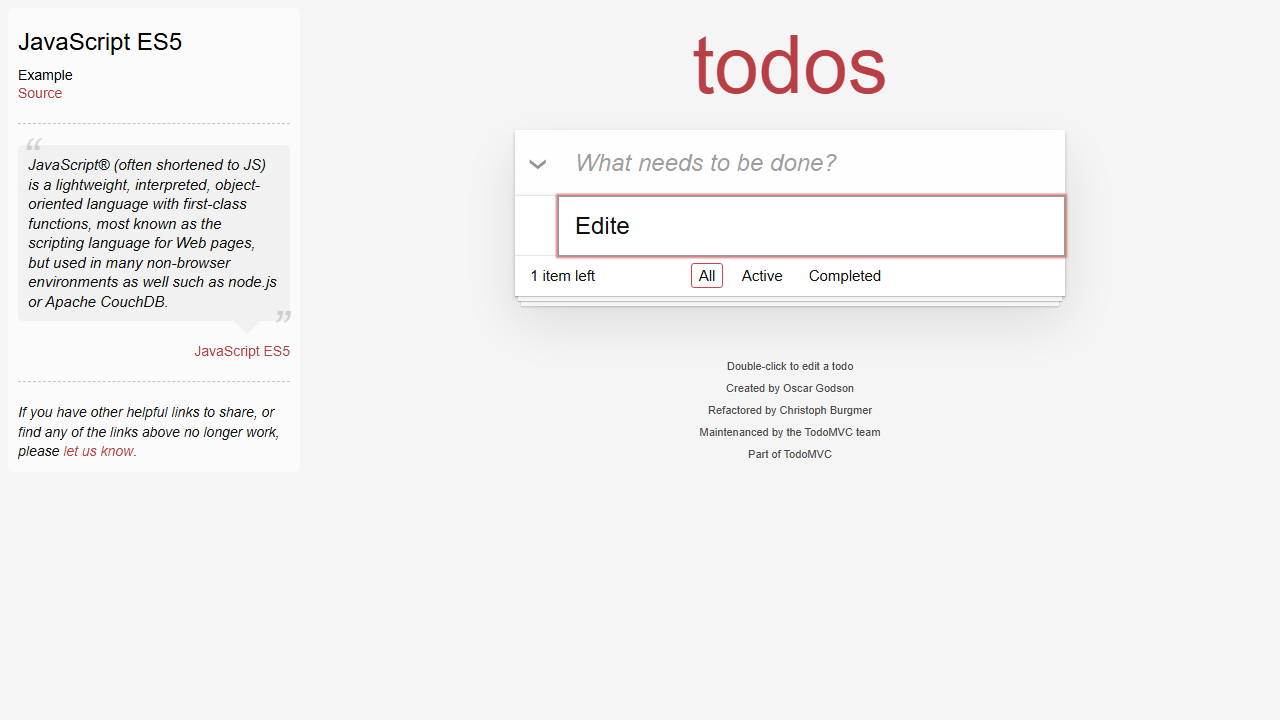 JavaScript ES5
Example
Source
“
JavaScript® (often shortened to JS)
is a lightweight, interpreted, object-
oriented language with first-class
functions, most known as the
scripting language for Web pages,
but used in many non-browser
environments as well such as node.js
or Apache CouchDB.
”
JavaScript ES5
If you have other helpful links to share, or
find any of the links above no longer work,
please let us know.
todos
What needs to be done?
Edite
1 item left All Active Completed
Double-click to edit a todo
Created by Oscar Godson
Refactored by Christoph Burgmer
Maintenanced by the TodoMVC team
Part of TodoMVC